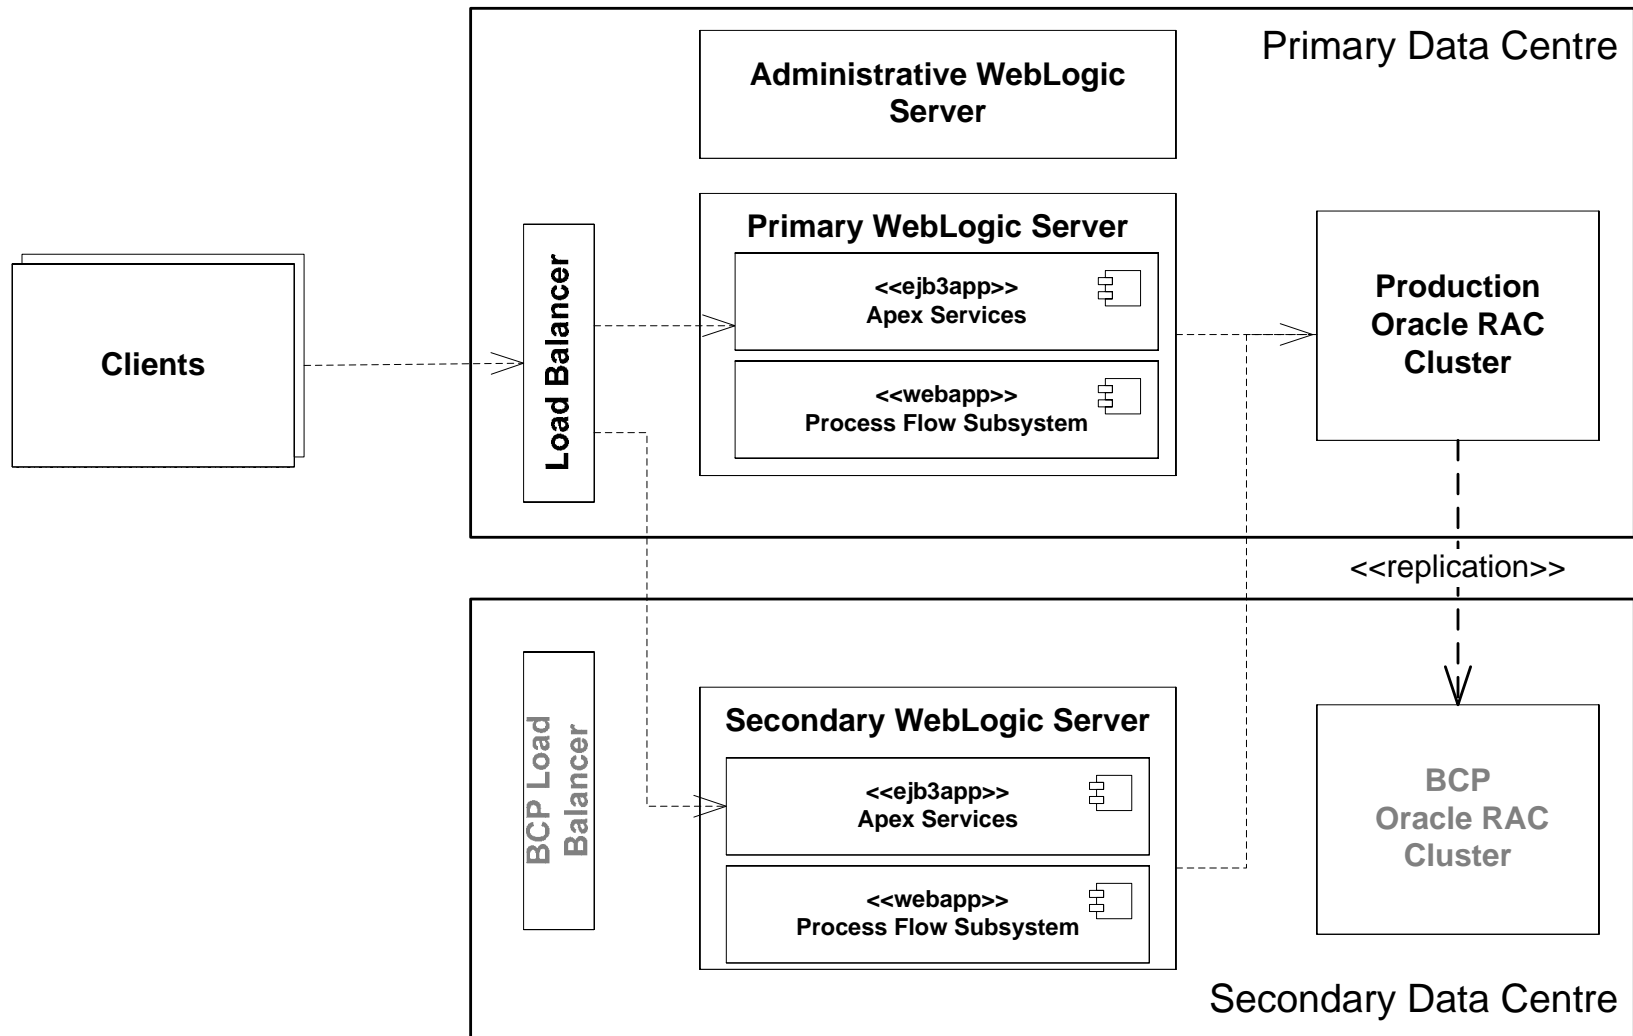 Primary Data Centre
Administrative WebLogic
Server
Primary WebLogic Server
<<ejb3app>>
Apex Services
<<webapp>>
Process Flow Subsystem
Clients
Load Balancer
Production
Oracle RAC
Cluster
<<replication>>
BCP Load
Balancer
Secondary WebLogic Server
<<ejb3app>>
Apex Services
<<webapp>>
Process Flow Subsystem
BCP
Oracle RAC
Cluster
Secondary Data Centre